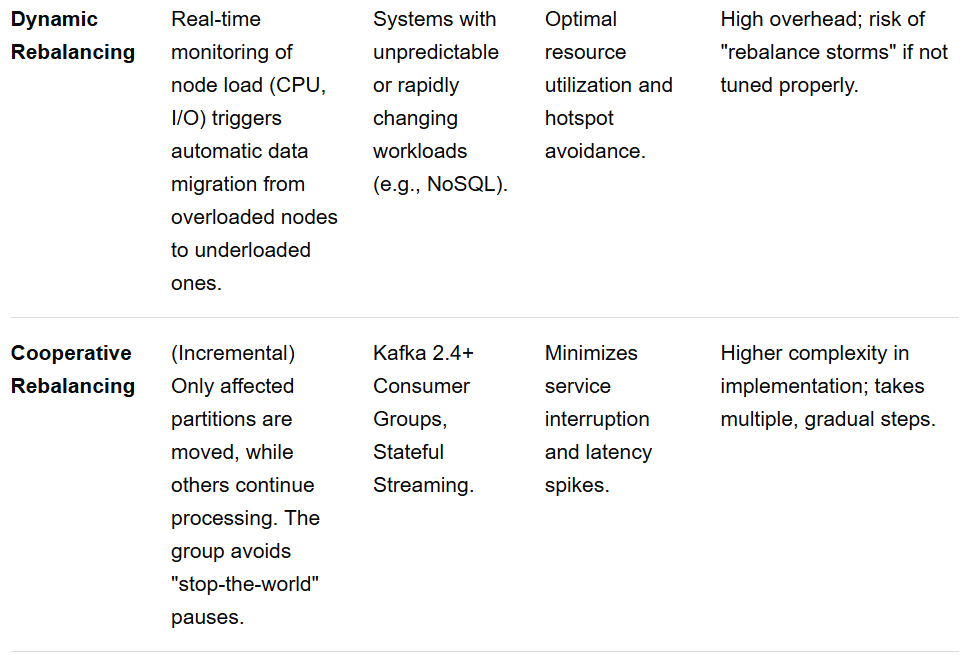 Dynamic
Rebalancing
Real-time
monitoring of
node load (CPU,
I/O) triggers
automatic data
migration from
overloaded nodes
to underloaded
ones.
Systems with
unpredictable
or rapidly
changing
workloads
(e.g., NoSQL).
Optimal
resource
utilization and
hotspot
avoidance.
High overhead; risk of
"rebalance storms" if not
tuned properly.
Cooperative
Rebalancing
(Incremental)
Only affected
partitions are
moved, while
others continue
processing. The
group avoids
"stop-the-world"
pauses.
Kafka 2.4+
Consumer
Groups,
Stateful
Streaming.
Minimizes
service
interruption
and latency
spikes.
Higher complexity in
implementation; takes
multiple, gradual steps.